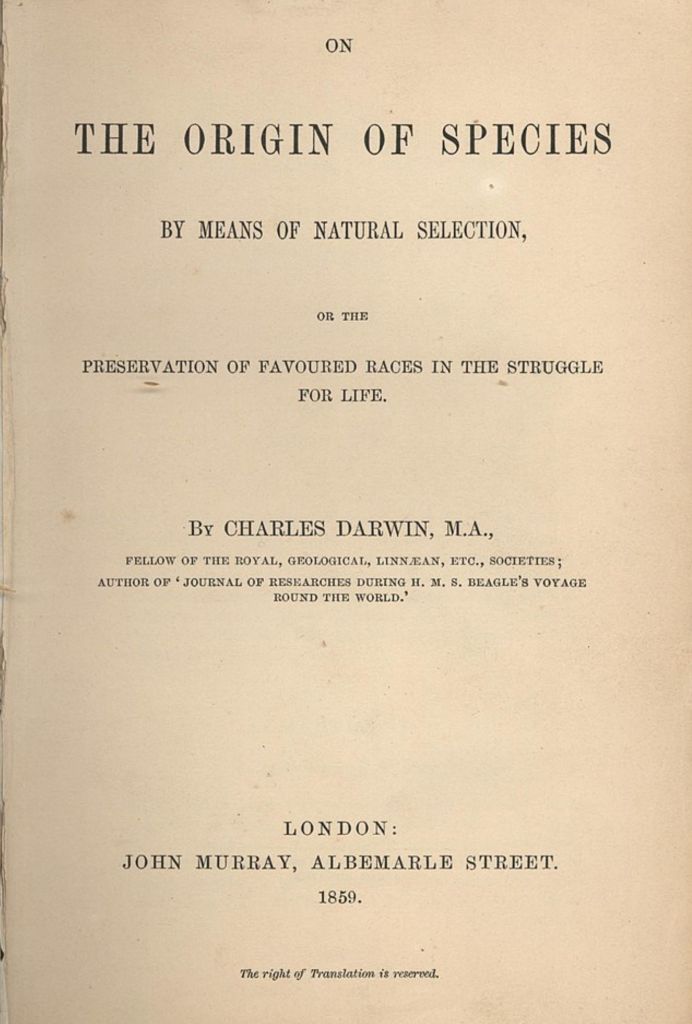 ON
THE ORIGIN OF SPECIES
BY MEANS OF NATURAL SELECTION,
OR THE
PRESERVATION OF FAVOURED RACES IN THE STRUGGLE
FOR LIFE.
By CHARLES DARWIN, M.A.,
FELLOW OF THE ROYAL, GEOLOGICAL, LINNÆAN, ETC., SOCIETIES;
AUTHOR OF ‘JOURNAL OF RESEARCHES DURING H. M. S. BEAGLE’S VOYAGE
ROUND THE WORLD.’
LONDON:
JOHN MURRAY, ALBEMARLE STREET.
1859.
The right of Translation is reserved.